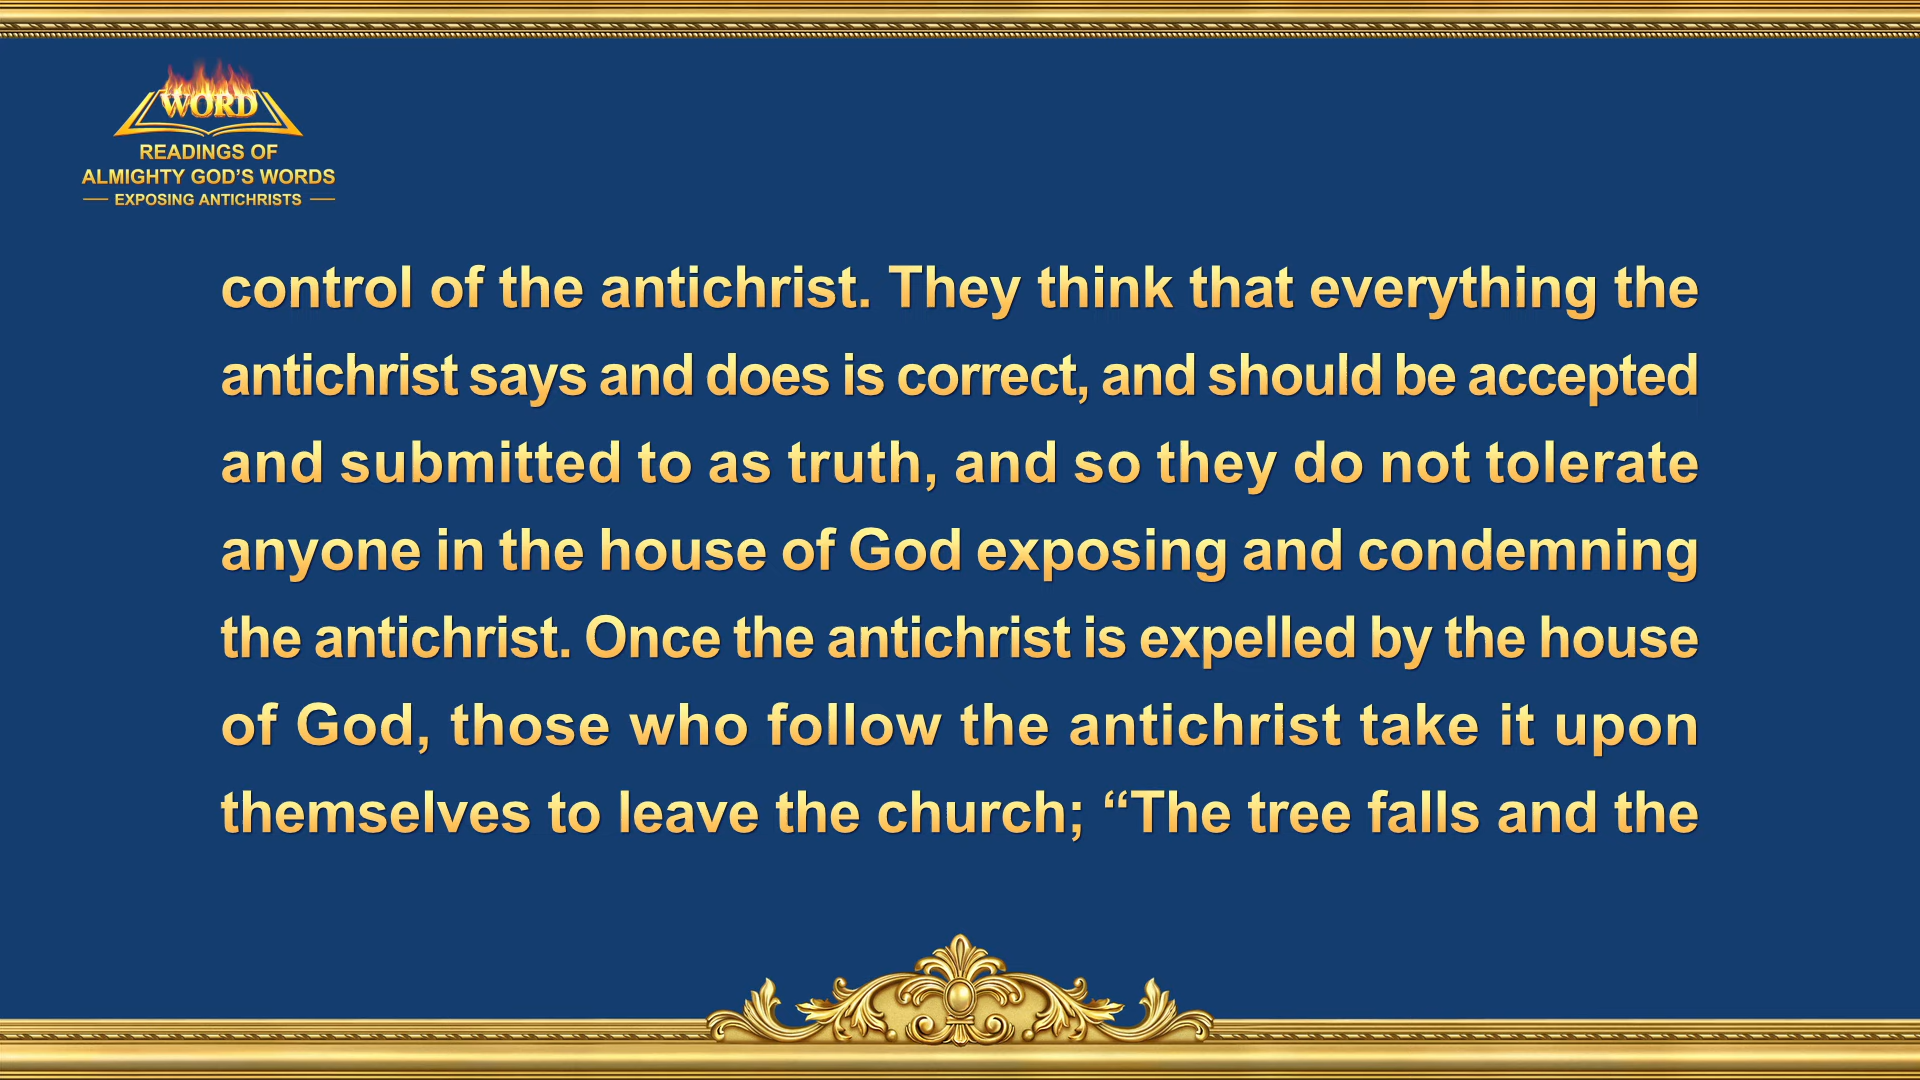 WORD
READINGS OF
ALMIGHTY GOD'S WORDS
EXPOSING ANTICHRISTS
control of the antichrist. They think that everything the
antichrist says and does is correct, and should be accepted
and submitted to as truth, and so they do not tolerate
anyone in the house of God exposing and condemning
the antichrist. Once the antichrist is expelled by the house
of God, those who follow the antichrist take it upon
themselves to leave the church; “The tree falls and the